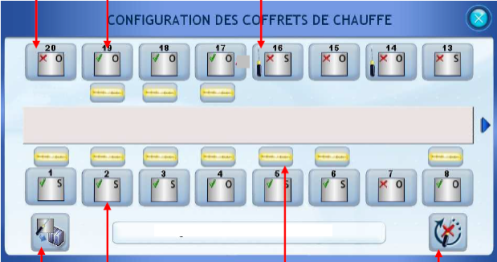 CONFIGURATION DES COFFRETS DE CHAUFFE
20 19 18 17 16 15 14 13
O O O O S O O S
1 2 3 4 5 6 7 8
S S S O S S O O